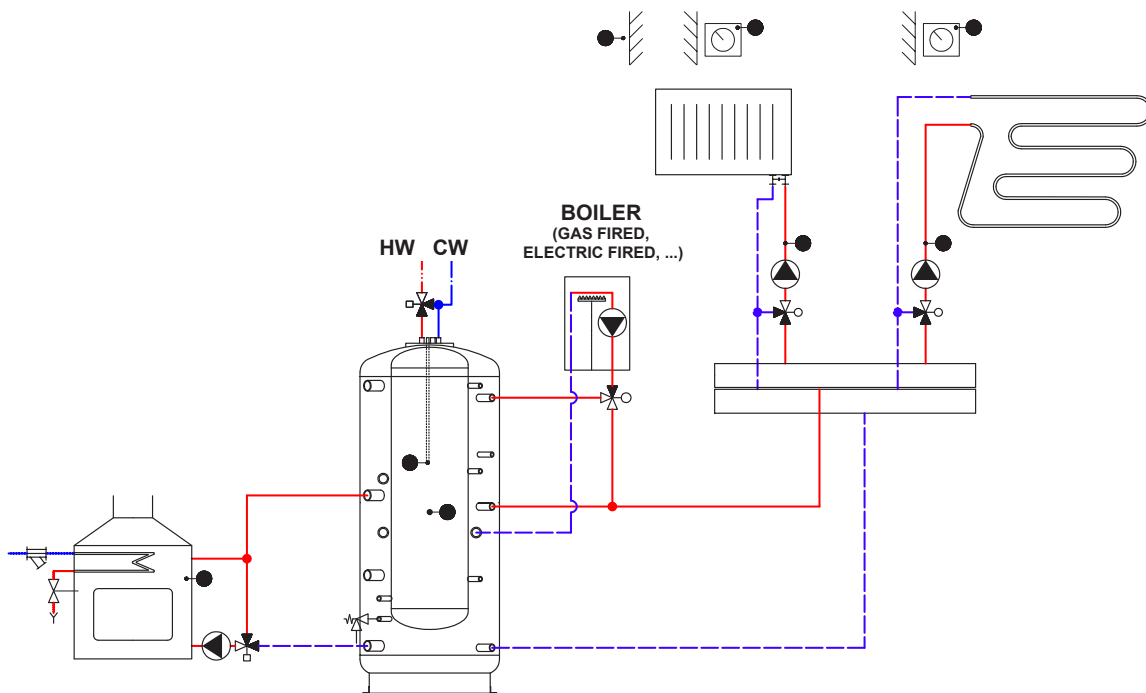 BOILER
(GAS FIRED,
ELECTRIC FIRED, ...)
HW CW